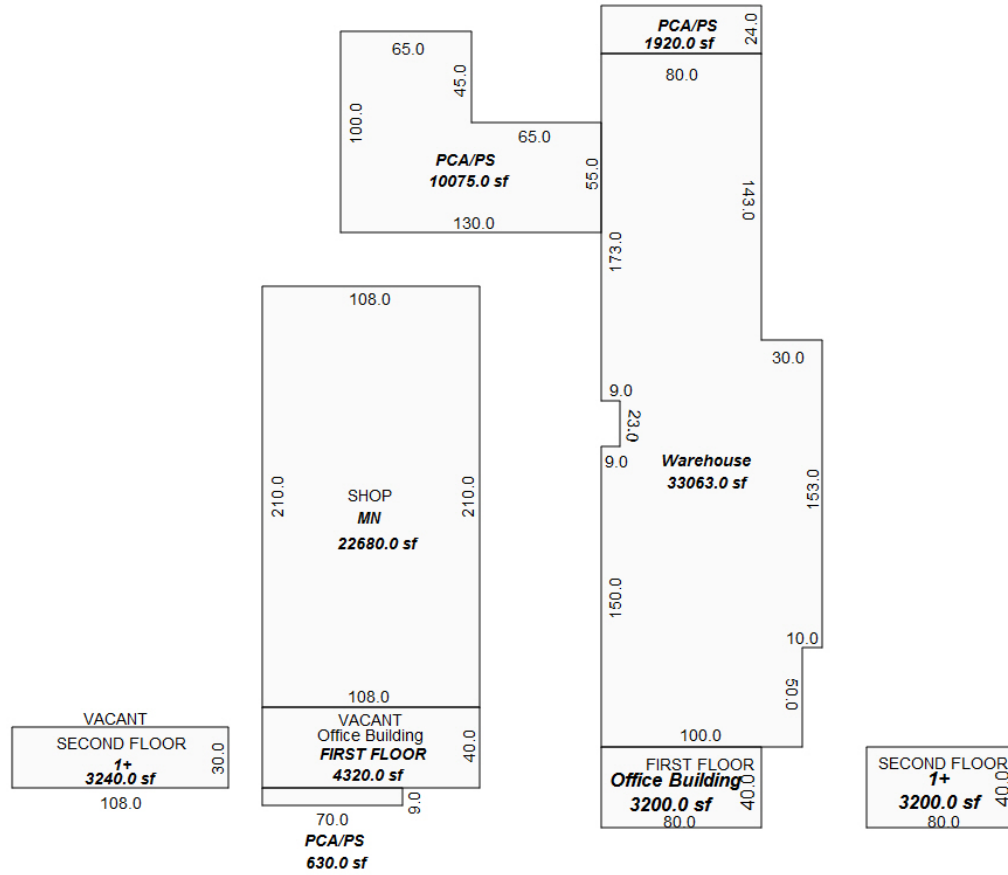 PCA/PS
1920.0 sf
24.0
80.0
65.0
45.0
100.0
65.0
PCA/PS
10075.0 sf
55.0
130.0
143.0
173.0
108.0
30.0
9.0
23.0
9.0
Warehouse
33063.0 sf
153.0
210.0
SHOP
MN
22680.0 sf
210.0
150.0
10.0
50.0
108.0
100.0
VACANT
SECOND FLOOR
1+
3240.0 sf
30.0
108.0
VACANT
Office Building
FIRST FLOOR
4320.0 sf
40.0
70.0
9.0
PCA/PS
630.0 sf
FIRST FLOOR
Office Building
3200.0 sf
40.0
80.0
SECOND FLOOR
1+
3200.0 sf
40.0
80.0